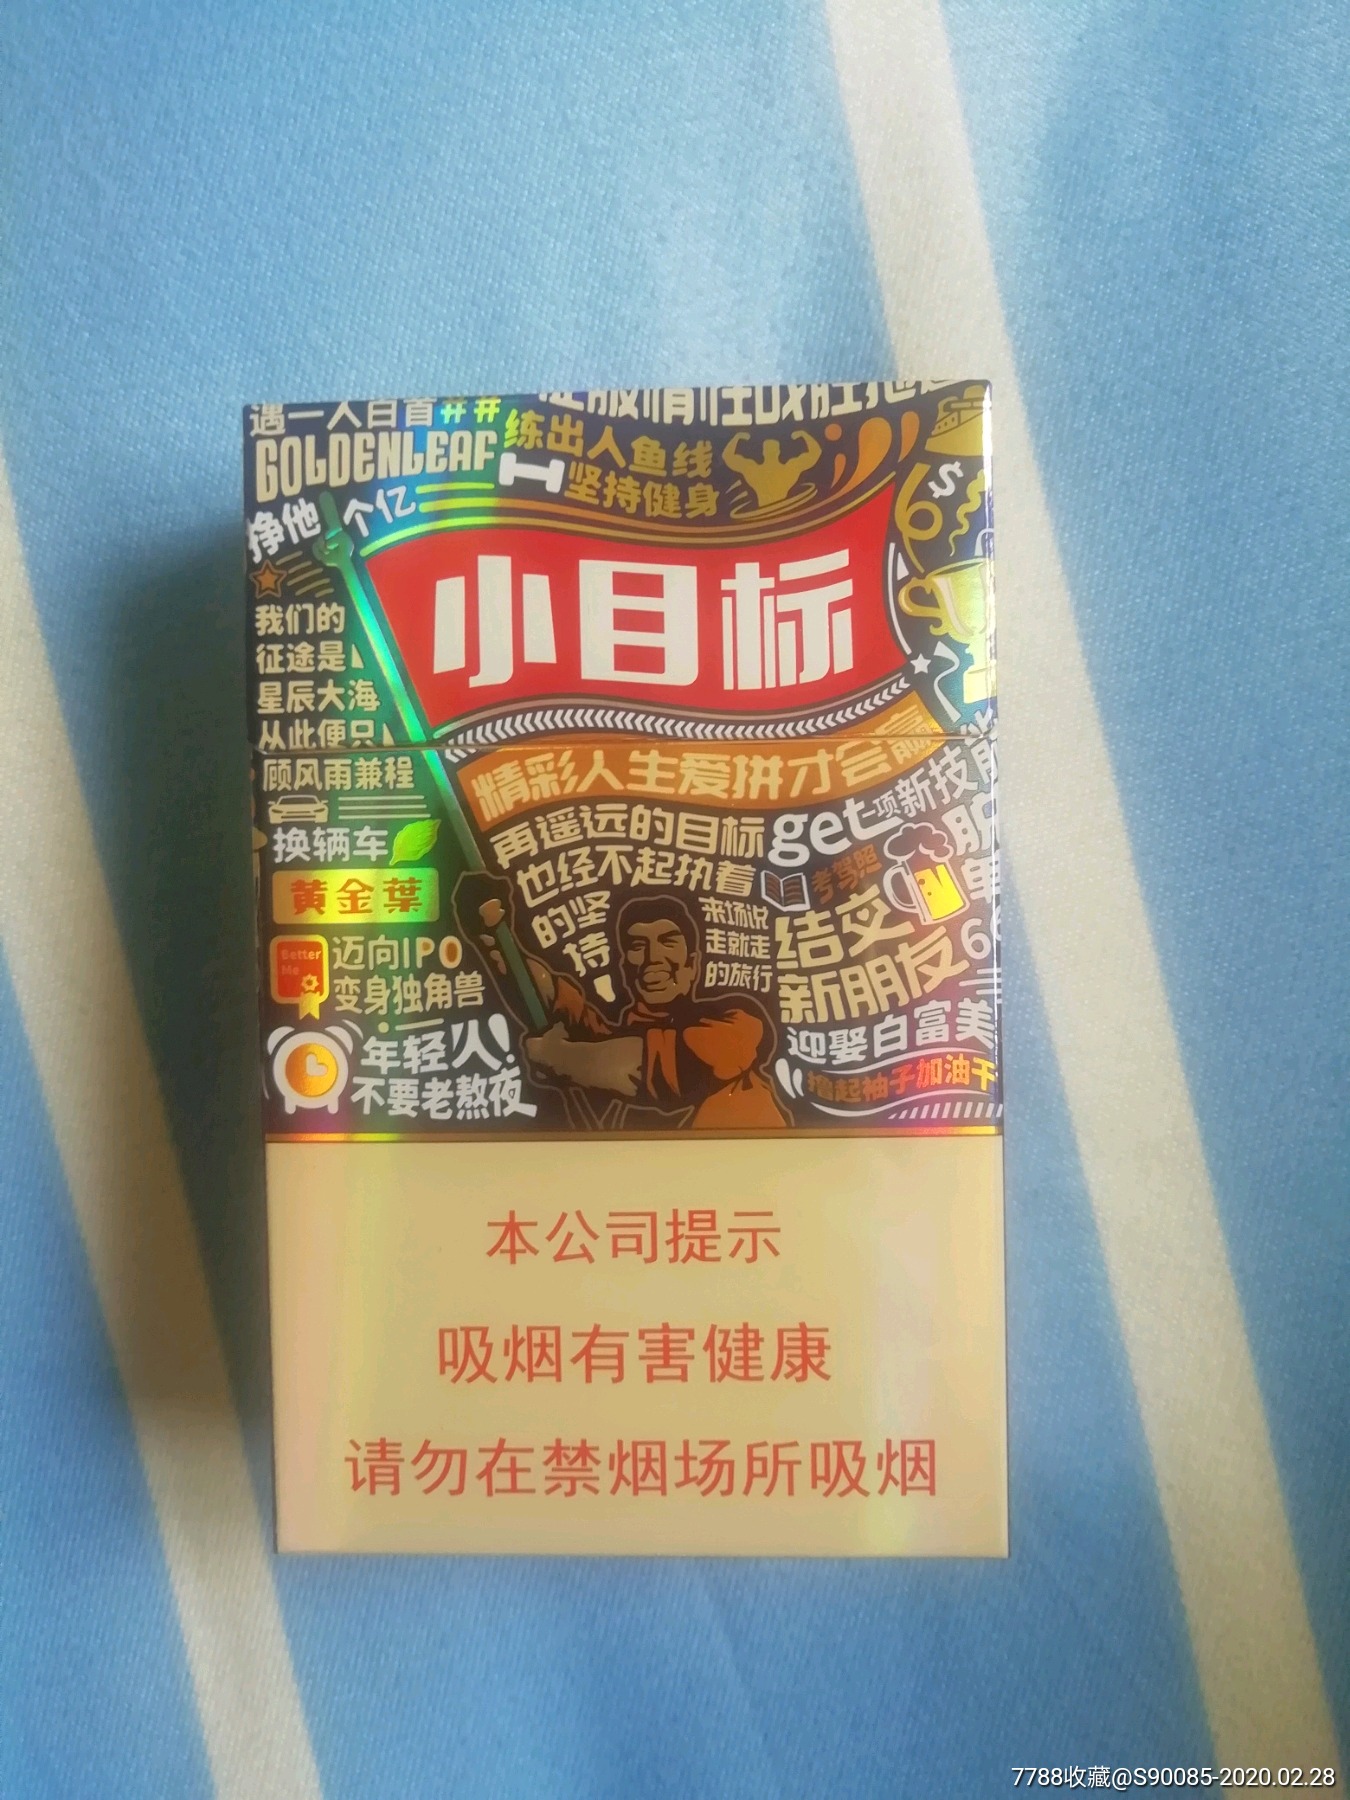 遇一人白首
GOLDENLEAF
挣他一个亿
练出人鱼线
坚持健身
$
小目标
我们的
征途是
星辰大海
从此便只
顾风雨兼程
换辆车
黄金葉
Better
Me
迈向IPO
变身独角兽
年轻人!
不要老熬夜
精彩人生爱拼才会赢
再遥远的目标
也经不起执着
的坚
持
来场说
走就走
的旅行
get一项新技能
考驾照
结交
新朋友
迎娶白富美
撸起袖子加油干
本公司提示
吸烟有害健康
请勿在禁烟场所吸烟
7788收藏@S90085-2020.02.28